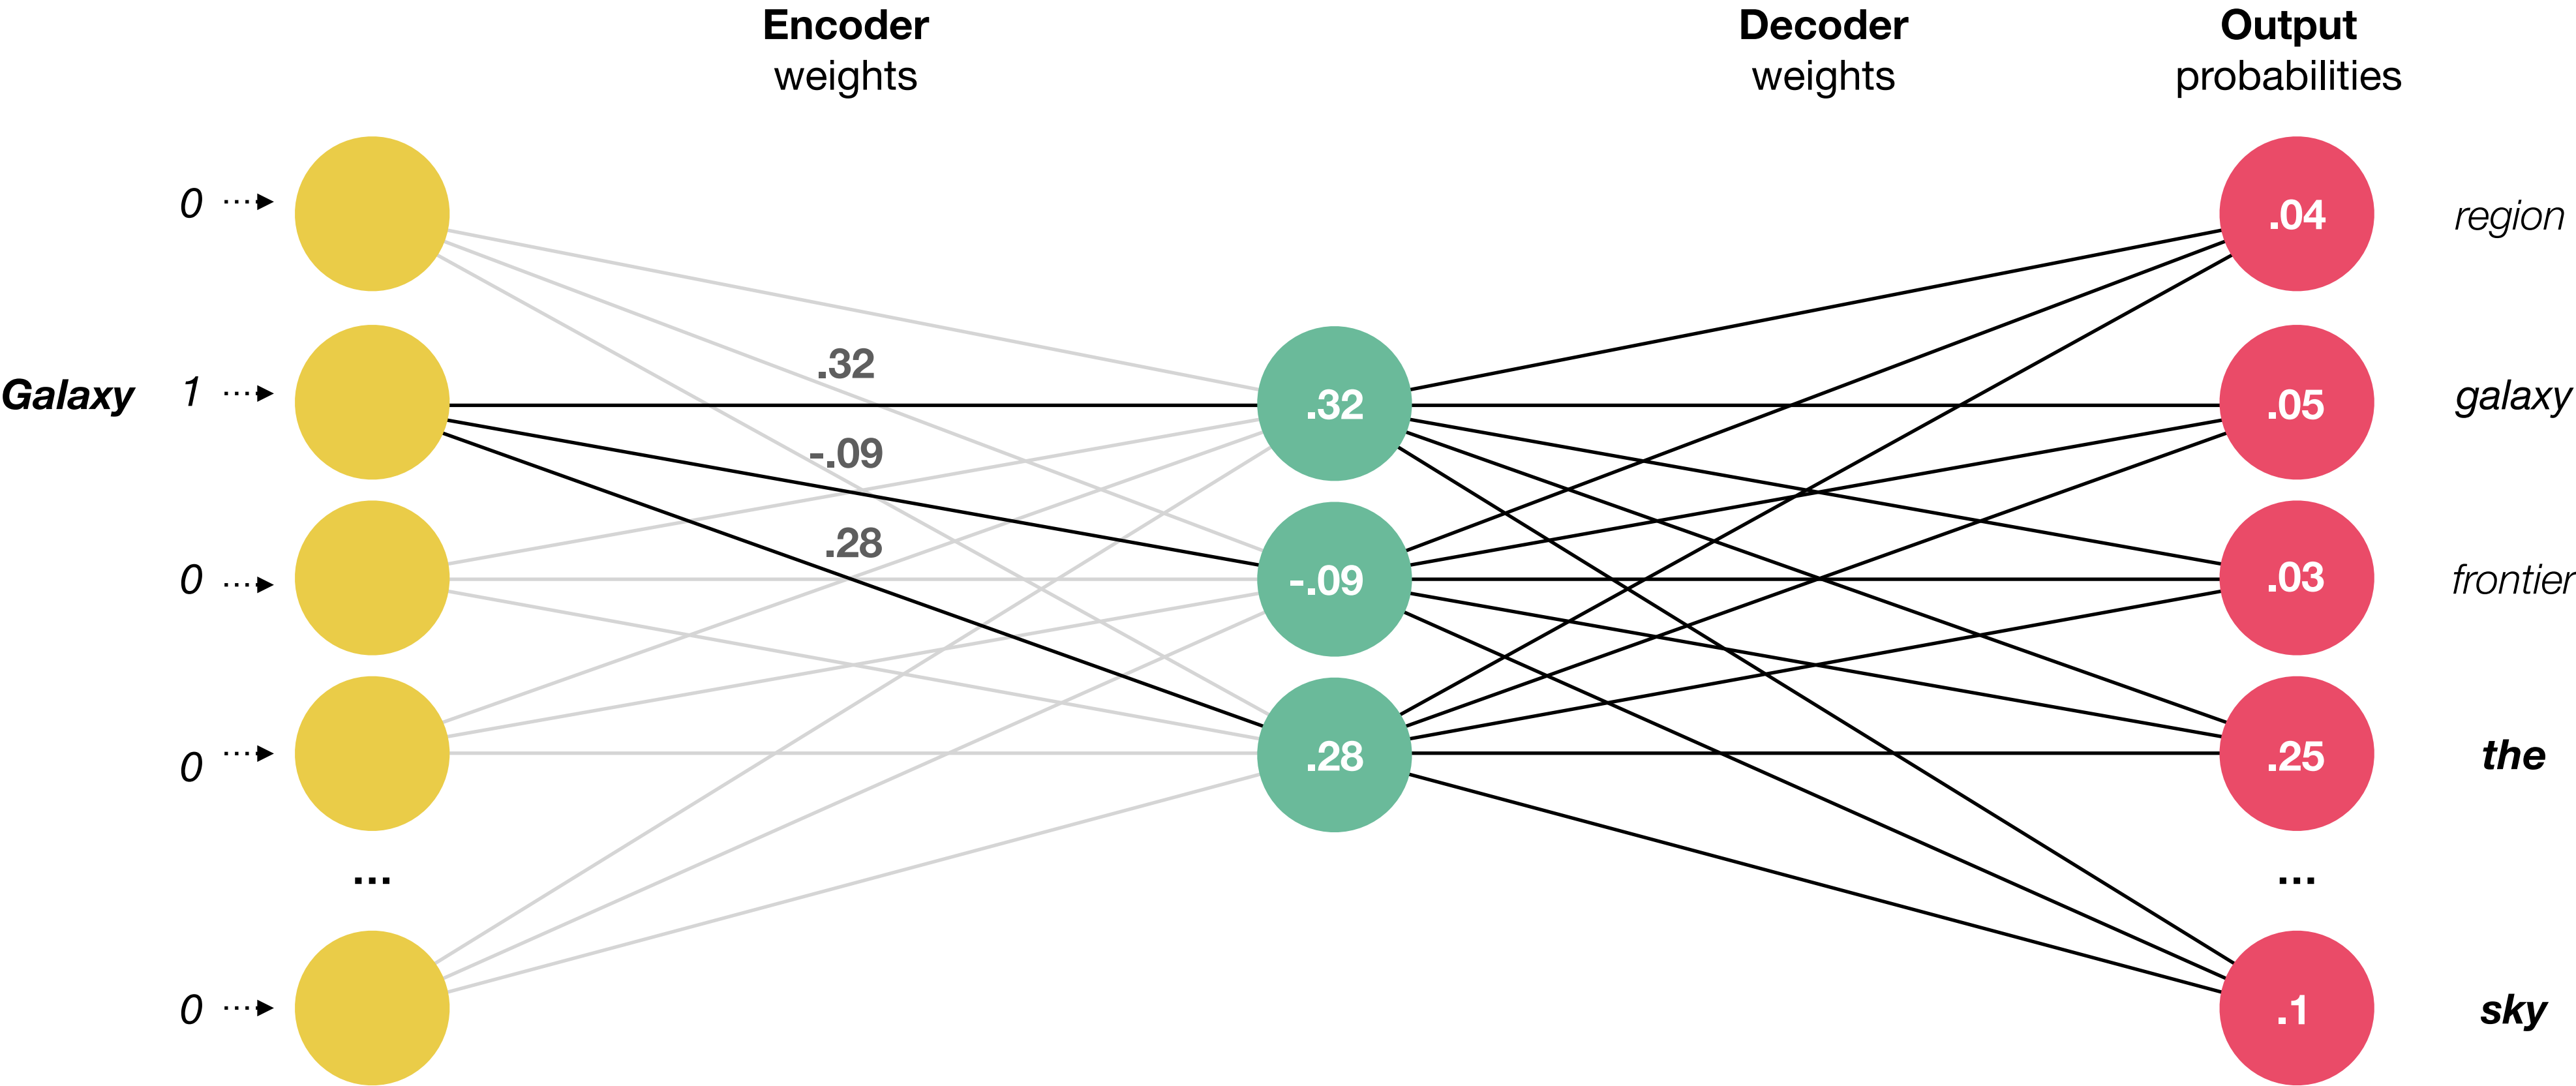 Encoder
weights
Decoder
weights
Output
probabilities
0
.04
region
.32
Galaxy
1
.32
.05
galaxy
-.09
.28
0
-.09
.03
frontier
0
.28
.25
the
...
...
0
.1
sky